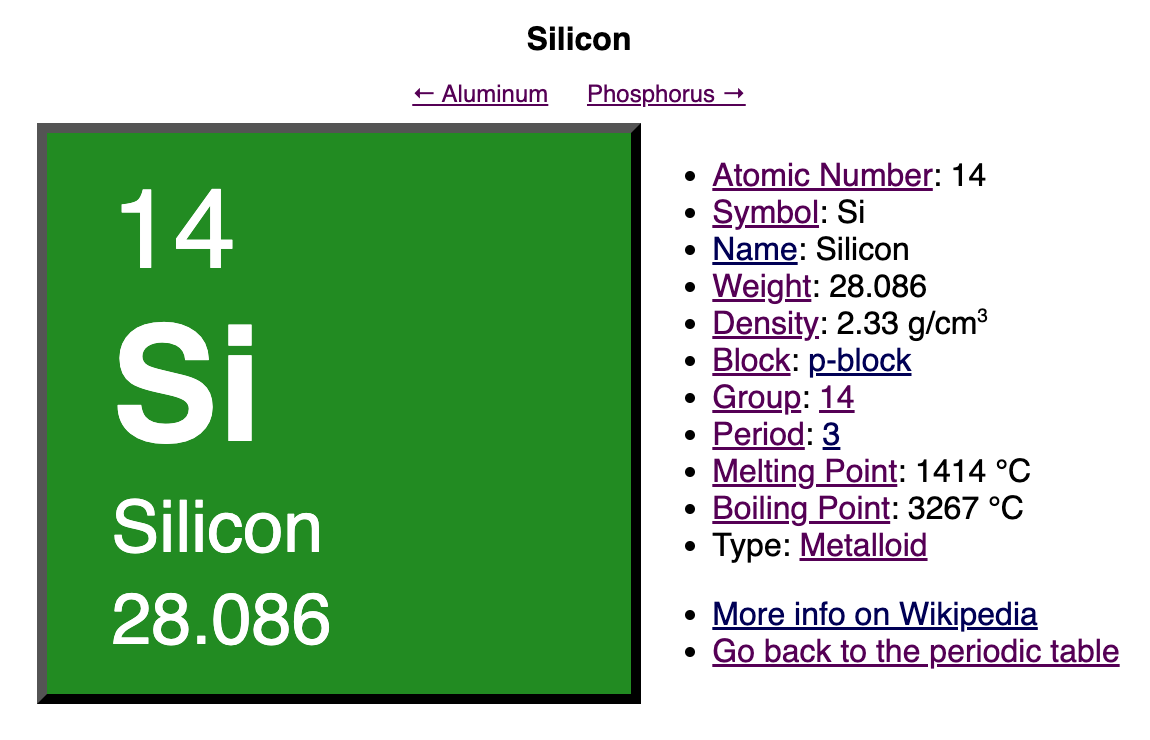 Silicon
← Aluminum Phosphorus →
14
Si
Silicon
28.086
• Atomic Number: 14
• Symbol: Si
• Name: Silicon
• Weight: 28.086
• Density: 2.33 g/cm³
• Block: p-block
• Group: 14
• Period: 3
• Melting Point: 1414 °C
• Boiling Point: 3267 °C
• Type: Metalloid
• More info on Wikipedia
• Go back to the periodic table